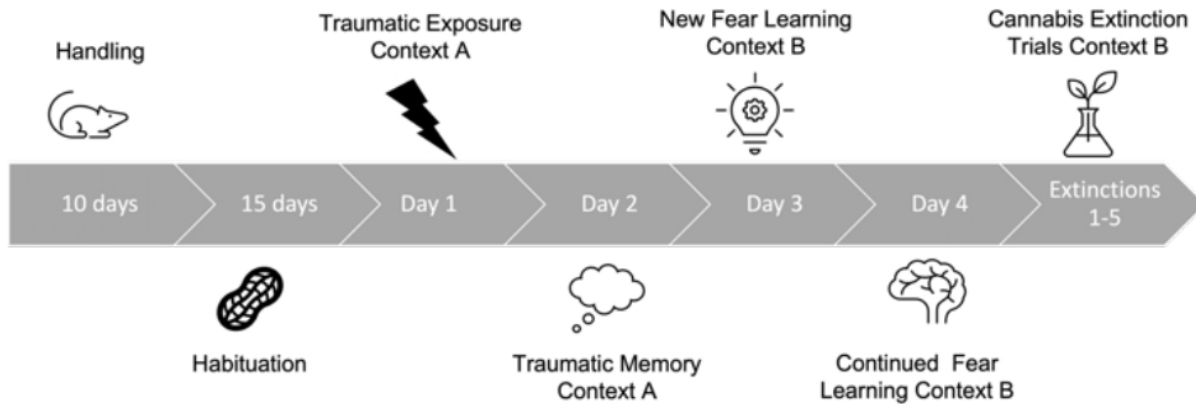 Handling
Traumatic Exposure
Context A
New Fear Learning
Context B
Cannabis Extinction
Trials Context B
10 days
15 days
Day 1
Day 2
Day 3
Day 4
Extinctions
1-5
Habituation
Traumatic Memory
Context A
Continued Fear
Learning Context B